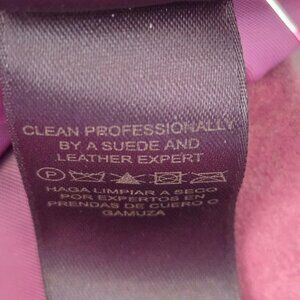 CLEAN PROFESSIONALLY
BY A SUEDE AND
LEATHER EXPERT
HAGA LIMPIAR A SECO
POR EXPERTOS EN
PRENDAS DE CUERO O
GAMUZA